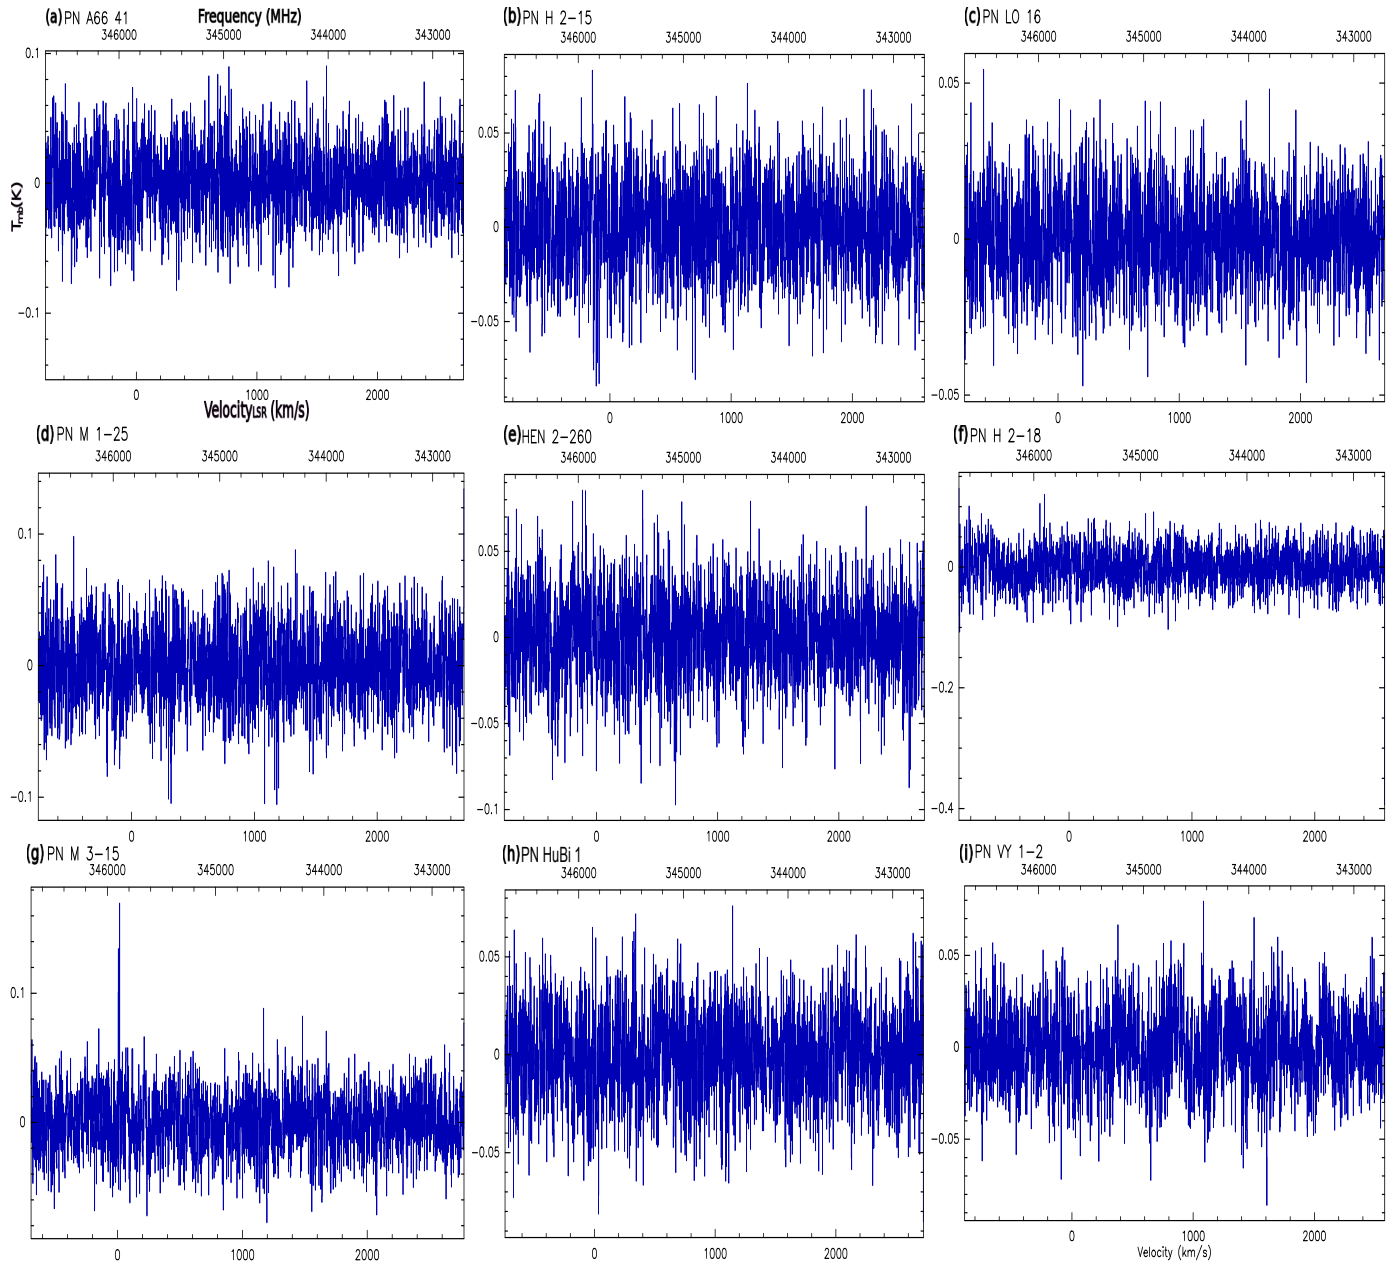 (a) PN A66 41 Frequency (MHz)
346000 345000 344000 343000
0.1
0
−0.1
Tmb(K)
0 1000 2000
VelocityLSR (km/s)
(b) PN H 2−15
346000 345000 344000 343000
0.05
0
−0.05
0 1000 2000
(c) PN LO 16
346000 345000 344000 343000
0.05
0
−0.05
0 1000 2000
(d) PN M 1−25
346000 345000 344000 343000
0.1
0
−0.1
0 1000 2000
(e) HEN 2−260
346000 345000 344000 343000
0.05
0
−0.05
−0.1
0 1000 2000
(f) PN H 2−18
346000 345000 344000 343000
0
−0.2
−0.4
0 1000 2000
(g) PN M 3−15
346000 345000 344000 343000
0.1
0
0 1000 2000
(h) PN HuBi 1
346000 345000 344000 343000
0.05
0
−0.05
0 1000 2000
(i) PN VY 1−2
346000 345000 344000 343000
0.05
0
−0.05
0 1000 2000
Velocity (km/s)